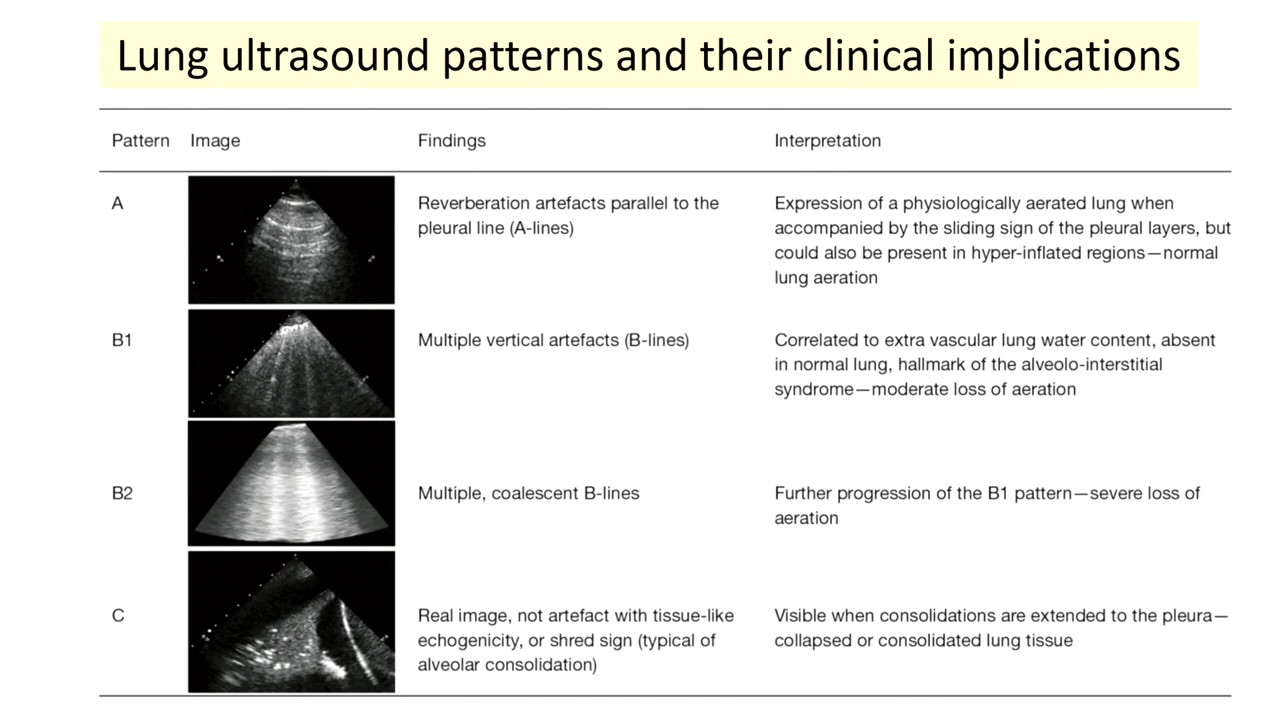 Lung ultrasound patterns and their clinical implications
Pattern Image Findings Interpretation
A
Reverberation artefacts parallel to the
pleural line (A-lines)
Expression of a physiologically aerated lung when
accompanied by the sliding sign of the pleural layers, but
could also be present in hyper-inflated regions—normal
lung aeration
B1
Multiple vertical artefacts (B-lines)
Correlated to extra vascular lung water content, absent
in normal lung, hallmark of the alveolo-interstitial
syndrome—moderate loss of aeration
B2
Multiple, coalescent B-lines
Further progression of the B1 pattern—severe loss of
aeration
C
Real image, not artefact with tissue-like
echogenicity, or shred sign (typical of
alveolar consolidation)
Visible when consolidations are extended to the pleura—
collapsed or consolidated lung tissue